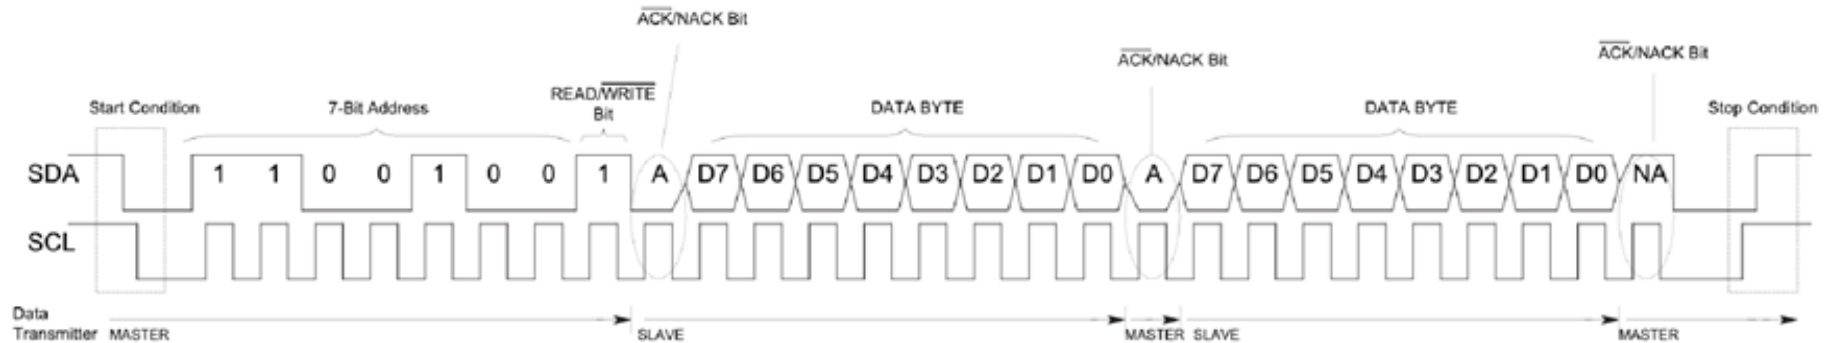 ACK/NACK Bit
ACK/NACK Bit
ACK/NACK Bit
Start Condition
7-Bit Address
READ/WRITE
Bit
DATA BYTE
DATA BYTE
Stop Condition
SDA 1 1 0 0 1 0 0 1 A D7 D6 D5 D4 D3 D2 D1 D0 A D7 D6 D5 D4 D3 D2 D1 D0 NA
SCL
Data
Transmitter MASTER SLAVE MASTER SLAVE MASTER